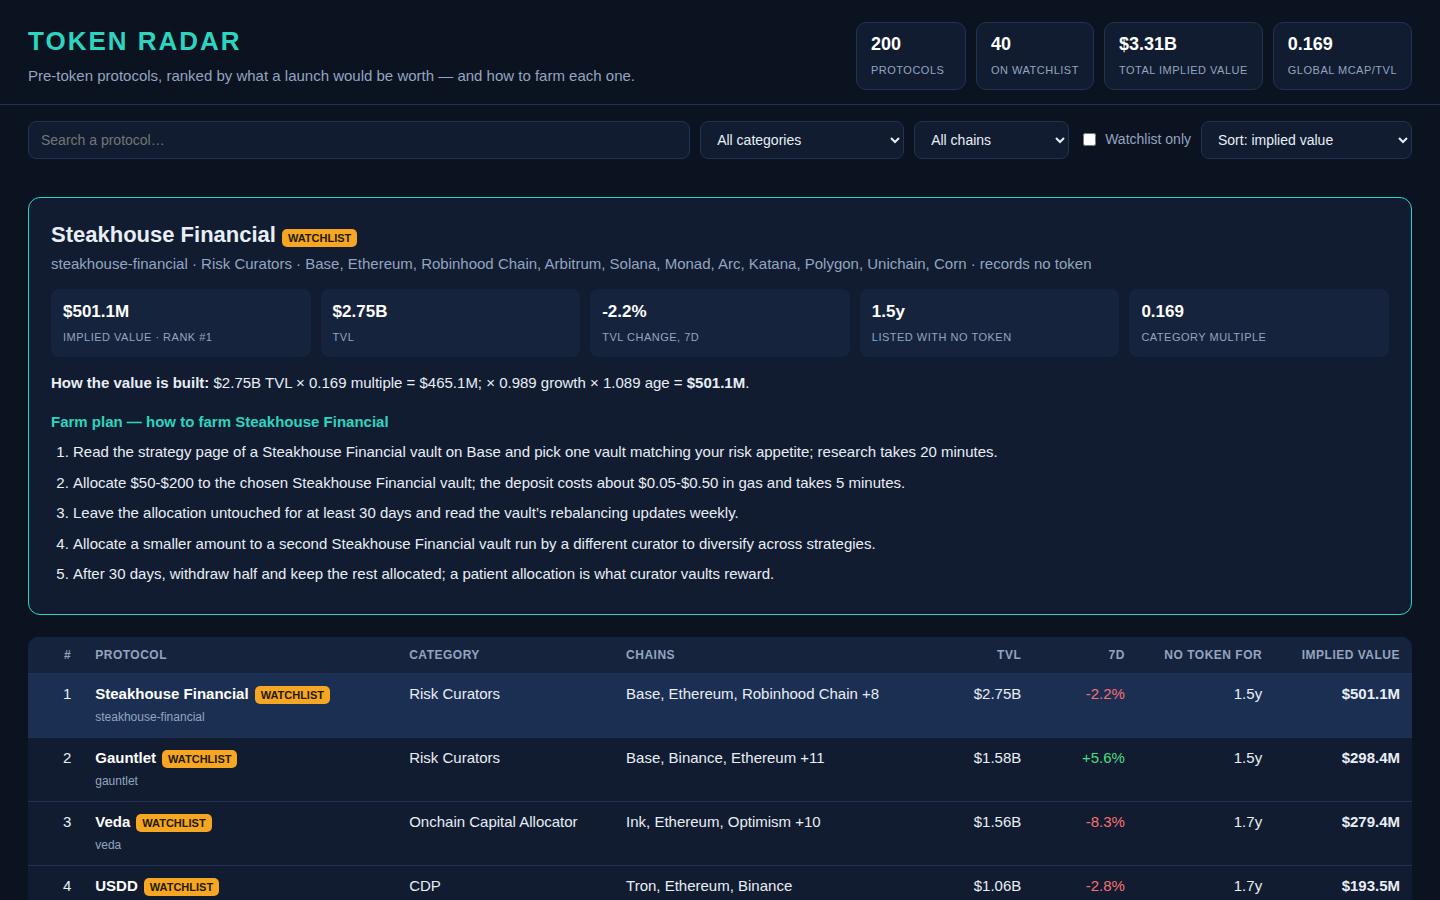 TOKEN RADAR
Pre-token protocols, ranked by what a launch would be worth — and how to farm each one.
200
PROTOCOLS
40
ON WATCHLIST
$3.31B
TOTAL IMPLIED VALUE
0.169
GLOBAL MCAP/TVL
Search a protocol…
All categories
All chains
Watchlist only
Sort: implied value
Steakhouse Financial WATCHLIST
steakhouse-financial · Risk Curators · Base, Ethereum, Robinhood Chain, Arbitrum, Solana, Monad, Arc, Katana, Polygon, Unichain, Corn · records no token
$501.1M
IMPLIED VALUE · RANK #1
$2.75B
TVL
-2.2%
TVL CHANGE, 7D
1.5y
LISTED WITH NO TOKEN
0.169
CATEGORY MULTIPLE
How the value is built: $2.75B TVL × 0.169 multiple = $465.1M; × 0.989 growth × 1.089 age = $501.1M.
Farm plan — how to farm Steakhouse Financial
1. Read the strategy page of a Steakhouse Financial vault on Base and pick one vault matching your risk appetite; research takes 20 minutes.
2. Allocate $50-$200 to the chosen Steakhouse Financial vault; the deposit costs about $0.05-$0.50 in gas and takes 5 minutes.
3. Leave the allocation untouched for at least 30 days and read the vault's rebalancing updates weekly.
4. Allocate a smaller amount to a second Steakhouse Financial vault run by a different curator to diversify across strategies.
5. After 30 days, withdraw half and keep the rest allocated; a patient allocation is what curator vaults reward.
# PROTOCOL CATEGORY CHAINS TVL 7D NO TOKEN FOR IMPLIED VALUE
1 Steakhouse Financial WATCHLIST Risk Curators Base, Ethereum, Robinhood Chain +8 $2.75B -2.2% 1.5y $501.1M
steakhouse-financial
2 Gauntlet WATCHLIST Risk Curators Base, Binance, Ethereum +11 $1.58B +5.6% 1.5y $298.4M
gauntlet
3 Veda WATCHLIST Onchain Capital Allocator Ink, Ethereum, Optimism +10 $1.56B -8.3% 1.7y $279.4M
veda
4 USDD WATCHLIST CDP Tron, Ethereum, Binance $1.06B -2.8% 1.7y $193.5M